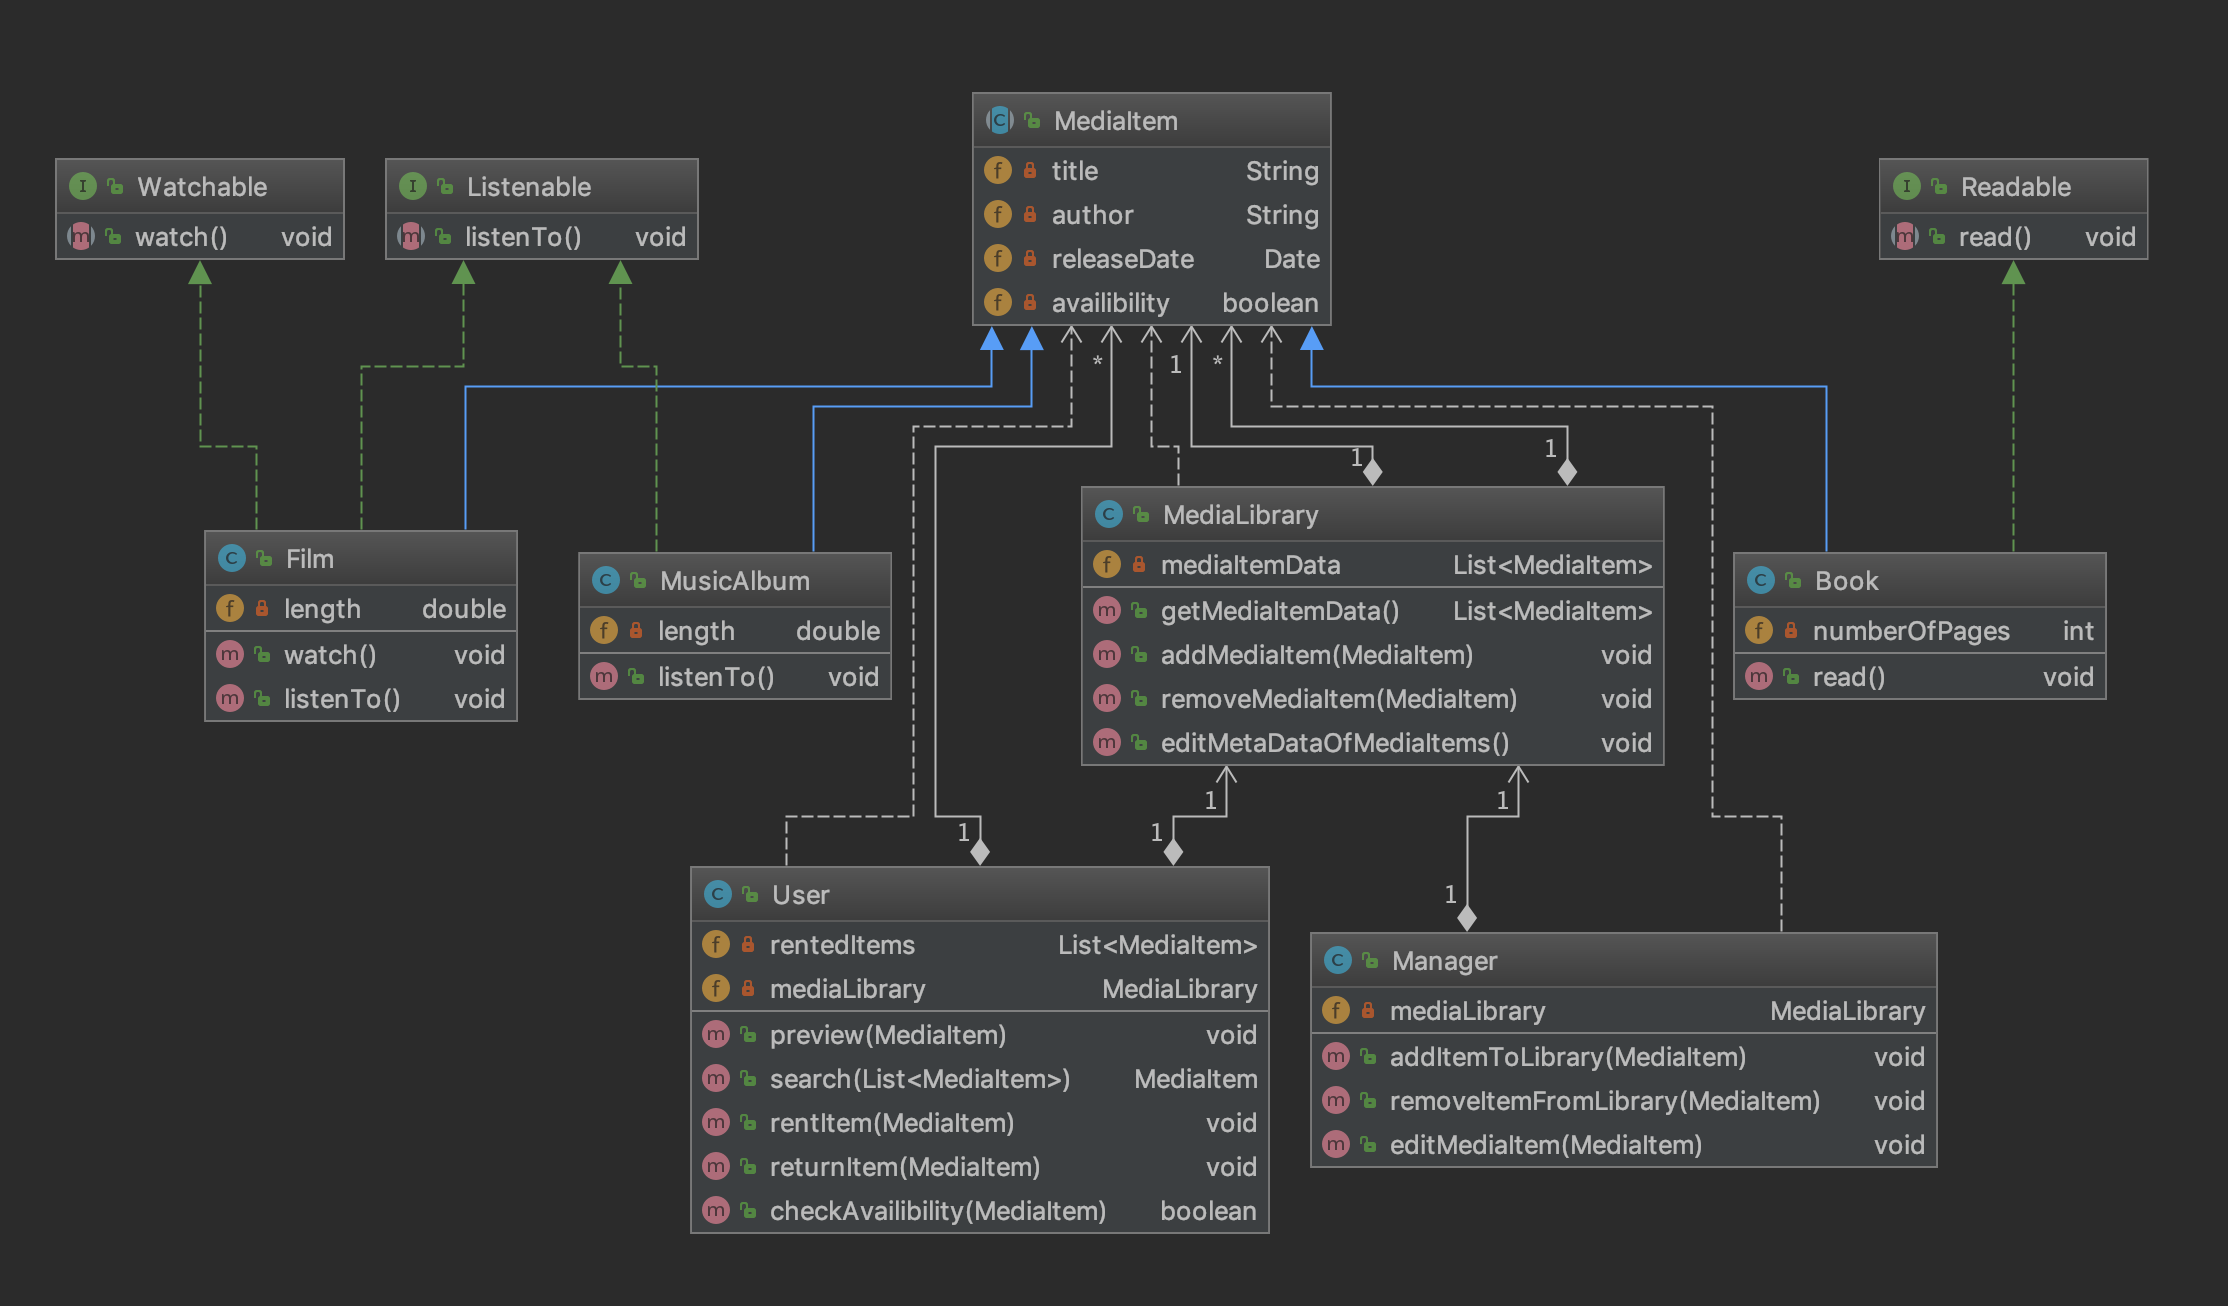 MediaItem
title String
author String
releaseDate Date
availibility boolean
Watchable
watch() void
Listenable
listenTo() void
Readable
read() void
* 1 *
1 1
Film
length double
watch() void
listenTo() void
MusicAlbum
length double
listenTo() void
MediaLibrary
mediaItemData List<MediaItem>
getMediaItemData() List<MediaItem>
addMediaItem(MediaItem) void
removeMediaItem(MediaItem) void
editMetaDataOfMediaItems() void
Book
numberOfPages int
read() void
1 1
1 1
1
User
rentedItems List<MediaItem>
mediaLibrary MediaLibrary
preview(MediaItem) void
search(List<MediaItem>) MediaItem
rentItem(MediaItem) void
returnItem(MediaItem) void
checkAvailibility(MediaItem) boolean
Manager
mediaLibrary MediaLibrary
addItemToLibrary(MediaItem) void
removeItemFromLibrary(MediaItem) void
editMediaItem(MediaItem) void